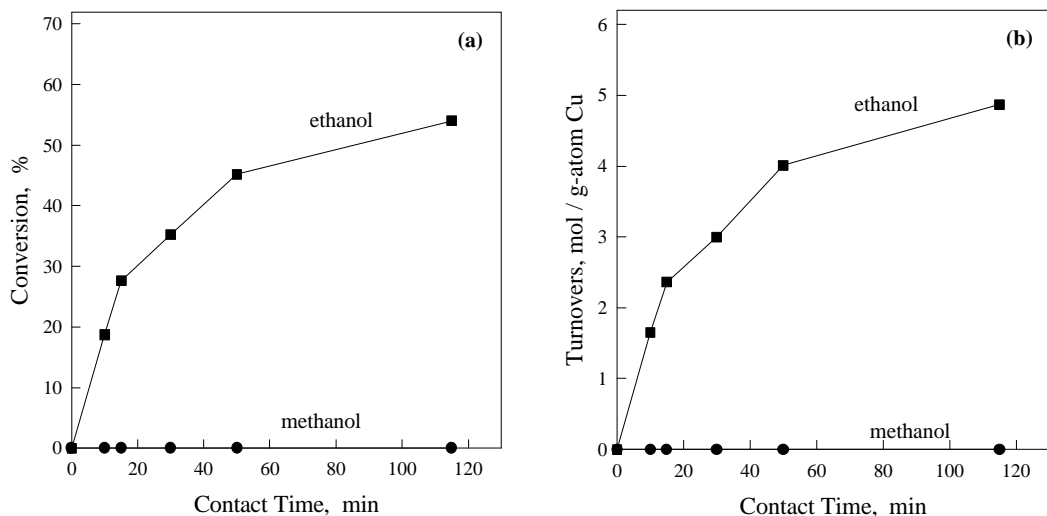 (a)
Conversion, %
70
60
50
40
30
20
10
0
ethanol
methanol
0 20 40 60 80 100 120
Contact Time, min
(b)
Turnovers, mol / g-atom Cu
6
5
4
3
2
1
0
ethanol
methanol
0 20 40 60 80 100 120
Contact Time, min